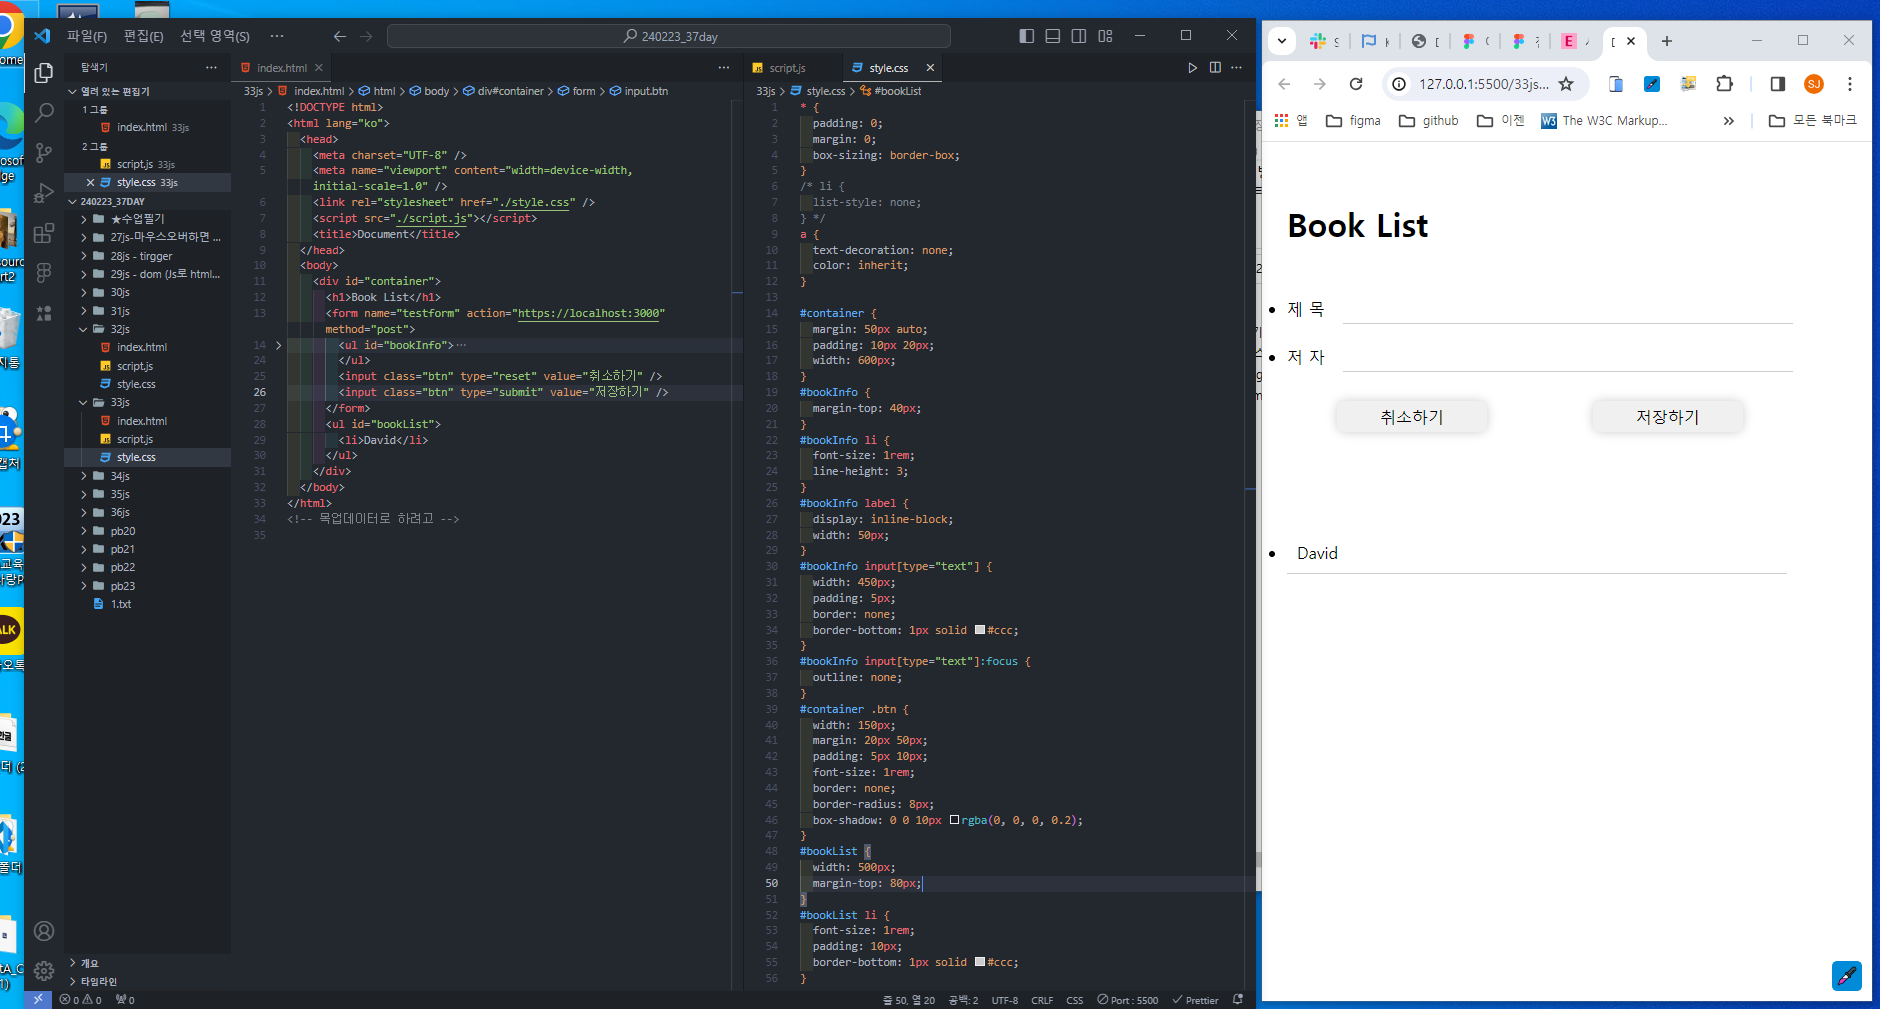 파일(F) 편집(E) 선택 영역(S) ···
240223_37day
탐색기 ···
열려 있는 편집기
1 그룹
index.html 33js
2 그룹
script.js 33js
style.css 33js
240223_37DAY
★수업필기
27js-마우스오버하면 ...
28js - tirgger
29js - dom (Js로 html...
30js
31js
32js
index.html
script.js
style.css
33js
index.html
script.js
style.css
34js
35js
36js
pb20
pb21
pb22
pb23
1.txt
개요
타임라인
index.html
33js > index.html > html > body > div#container > form > input.btn
1 <!DOCTYPE html>
2 <html lang="ko">
3 <head>
4 <meta charset="UTF-8" />
5 <meta name="viewport" content="width=device-width,
initial-scale=1.0" />
6 <link rel="stylesheet" href="./style.css" />
7 <script src="./script.js"></script>
8 <title>Document</title>
9 </head>
10 <body>
11 <div id="container">
12 <h1>Book List</h1>
13 <form name="testform" action="https://localhost:3000"
method="post">
14 <ul id="bookInfo">···
24 </ul>
25 <input class="btn" type="reset" value="취소하기" />
26 <input class="btn" type="submit" value="저장하기" />
27 </form>
28 <ul id="bookList">
29 <li>David</li>
30 </ul>
31 </div>
32 </body>
33 </html>
34 <!-- 목업데이터로 하려고 -->
35
script.js style.css
33js > style.css > #bookList
1 * {
2 padding: 0;
3 margin: 0;
4 box-sizing: border-box;
5 }
6 /* li {
7 list-style: none;
8 } */
9 a {
10 text-decoration: none;
11 color: inherit;
12 }
13
14 #container {
15 margin: 50px auto;
16 padding: 10px 20px;
17 width: 600px;
18 }
19 #bookInfo {
20 margin-top: 40px;
21 }
22 #bookInfo li {
23 font-size: 1rem;
24 line-height: 3;
25 }
26 #bookInfo label {
27 display: inline-block;
28 width: 50px;
29 }
30 #bookInfo input[type="text"] {
31 width: 450px;
32 padding: 5px;
33 border: none;
34 border-bottom: 1px solid #ccc;
35 }
36 #bookInfo input[type="text"]:focus {
37 outline: none;
38 }
39 #container .btn {
40 width: 150px;
41 margin: 20px 50px;
42 padding: 5px 10px;
43 font-size: 1rem;
44 border: none;
45 border-radius: 8px;
46 box-shadow: 0 0 10px rgba(0, 0, 0, 0.2);
47 }
48 #bookList {
49 width: 500px;
50 margin-top: 80px;
51 }
52 #bookList li {
53 font-size: 1rem;
54 padding: 10px;
55 border-bottom: 1px solid #ccc;
56 }
0 0 0 줄 50, 열 20 공백: 2 UTF-8 CRLF CSS Port : 5500 Prettier
127.0.0.1:5500/33js... SJ
앱 figma github 이젠 The W3C Markup... » 모든 북마크
Book List
제 목
저 자
취소하기 저장하기
David